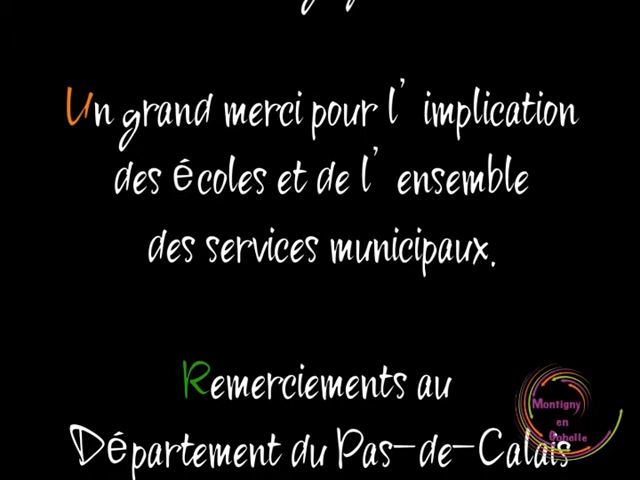 Un grand merci pour l' implication
des écoles et de l' ensemble
des services municipaux.
Remerciements au
Département du Pas-de-Calais
Montigny
en
Gohelle